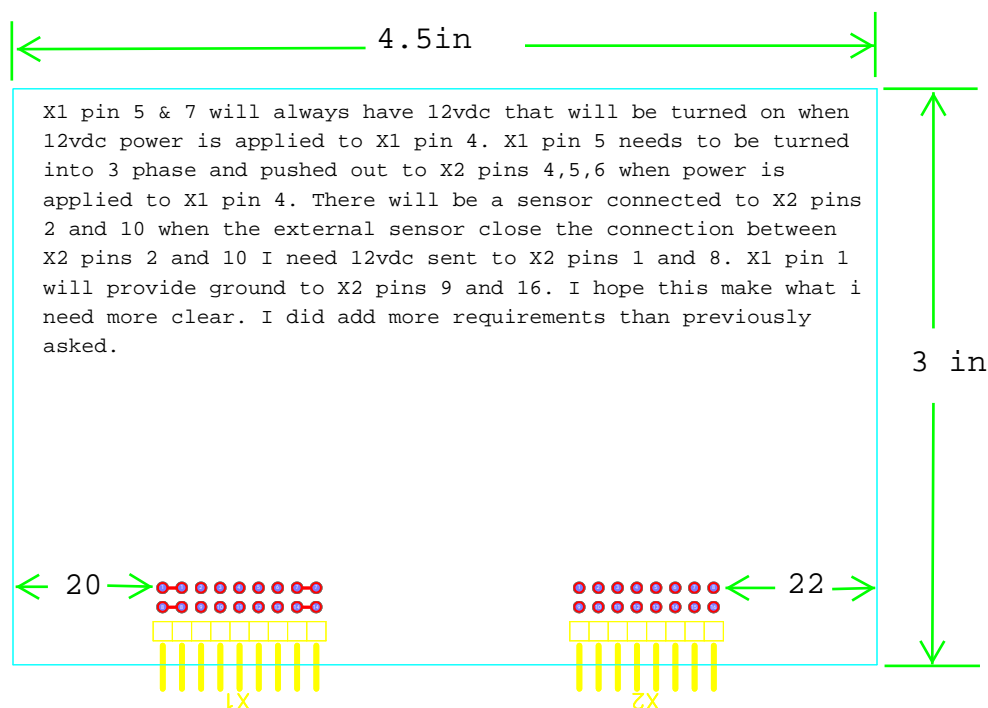 4.5in
X1 pin 5 & 7 will always have 12vdc that will be turned on when
12vdc power is applied to X1 pin 4. X1 pin 5 needs to be turned
into 3 phase and pushed out to X2 pins 4,5,6 when power is
applied to X1 pin 4. There will be a sensor connected to X2 pins
2 and 10 when the external sensor close the connection between
X2 pins 2 and 10 I need 12vdc sent to X2 pins 1 and 8. X1 pin 1
will provide ground to X2 pins 9 and 16. I hope this make what i
need more clear. I did add more requirements than previously
asked.
3 in
20
22
X1
X2